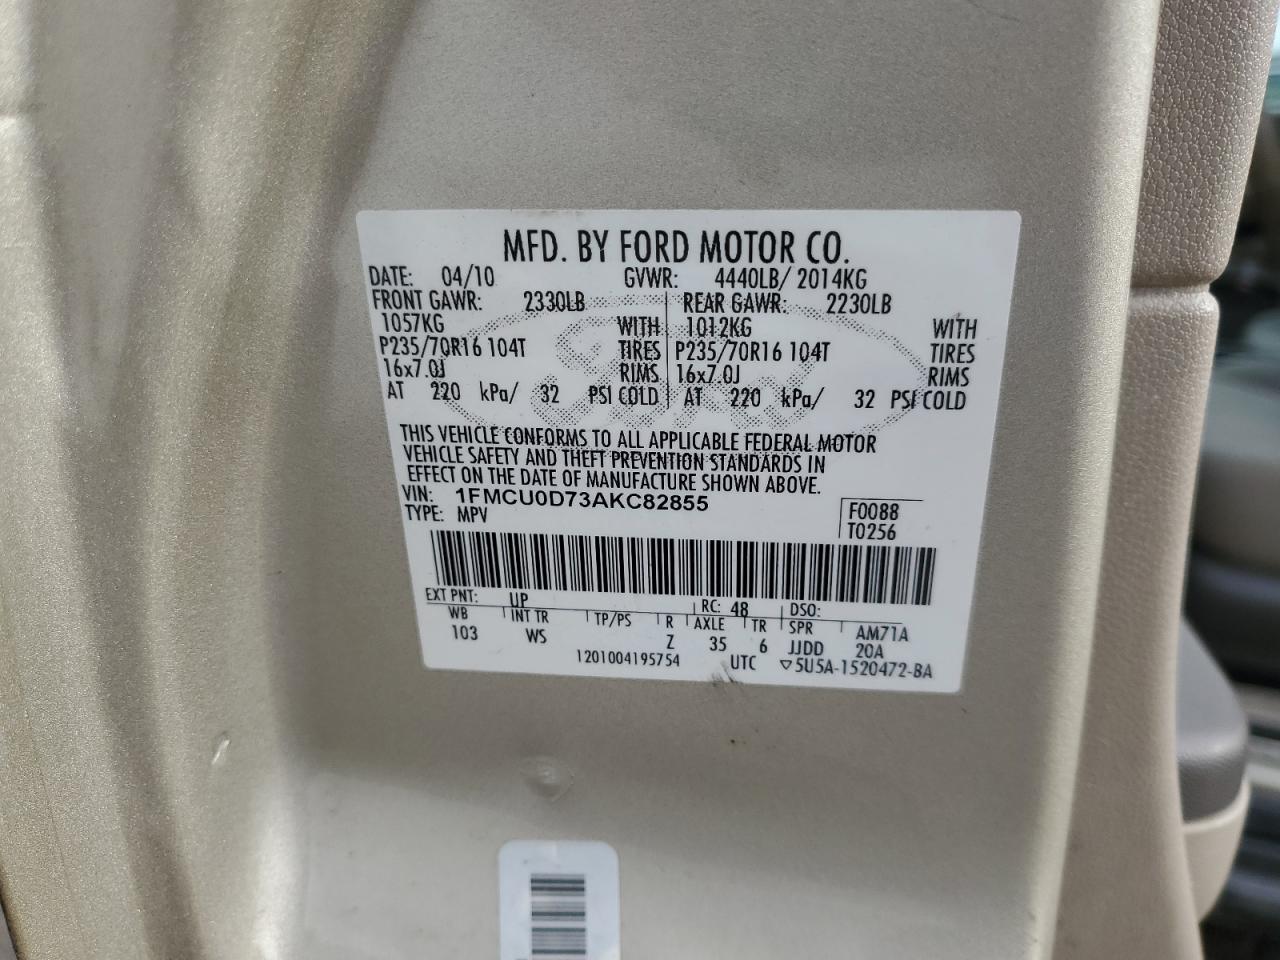 MFD. BY FORD MOTOR CO.
DATE: 04/10 GVWR: 4440LB/ 2014KG
FRONT GAWR: 2330LB REAR GAWR: 2230LB
1057KG WITH 1012KG WITH
P235/70R16 104T TIRES P235/70R16 104T TIRES
16x7.0J RIMS 16x7.0J RIMS
AT 220 kPa/ 32 PSI COLD AT 220 kPa/ 32 PSI COLD
THIS VEHICLE CONFORMS TO ALL APPLICABLE FEDERAL MOTOR
VEHICLE SAFETY AND THEFT PREVENTION STANDARDS IN
EFFECT ON THE DATE OF MANUFACTURE SHOWN ABOVE.
VIN: 1FMCU0D73AKC82855 F0088
TYPE: MPV T0256
EXT PNT: UP RC: 48 DSO:
WB INT TR TP/PS R AXLE TR SPR AM71A
103 WS Z 35 6 JJDD 20A
1201004195754 UTC ▽5U5A-1520472-BA